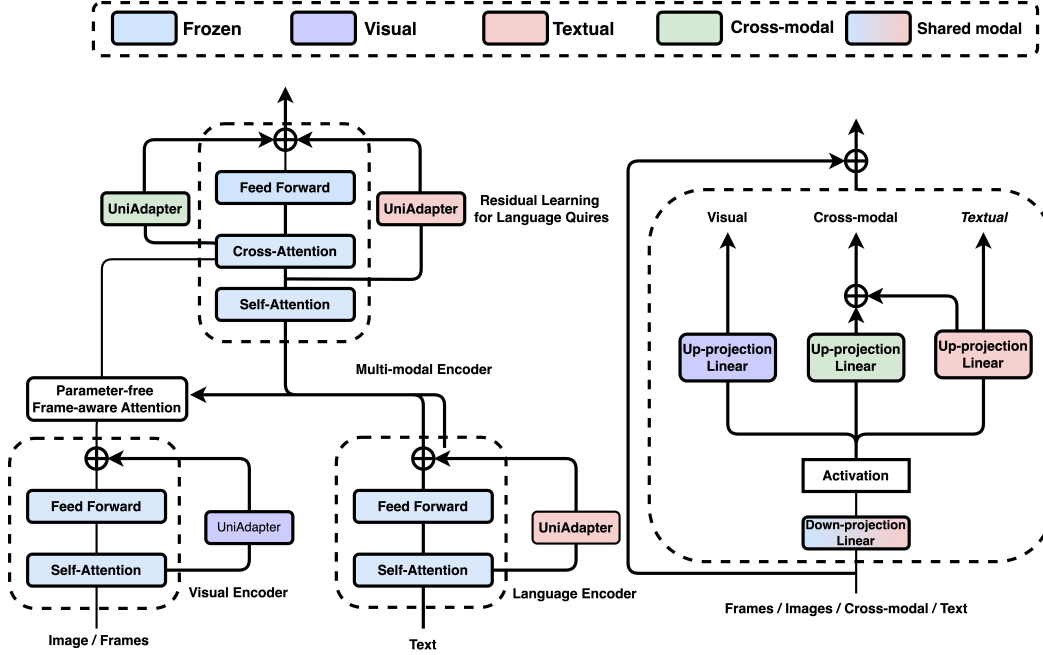 Frozen
Visual
Textual
Cross-modal
Shared modal
Feed Forward
UniAdapter
UniAdapter
Residual Learning
for Language Quires
Cross-Attention
Self-Attention
Multi-modal Encoder
Parameter-free
Frame-aware Attention
Feed Forward
UniAdapter
Self-Attention
Visual Encoder
Image / Frames
Feed Forward
UniAdapter
Self-Attention
Language Encoder
Text
Visual
Cross-modal
Textual
Up-projection
Linear
Up-projection
Linear
Up-projection
Linear
Activation
Down-projection
Linear
Frames / Images / Cross-modal / Text